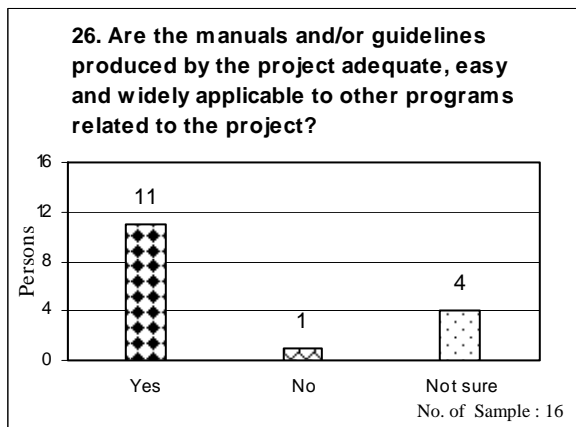 26. Are the manuals and/or guidelines
produced by the project adequate, easy
and widely applicable to other programs
related to the project?
16
12
8
4
0
Persons
11
1
4
Yes No Not sure
No. of Sample : 16